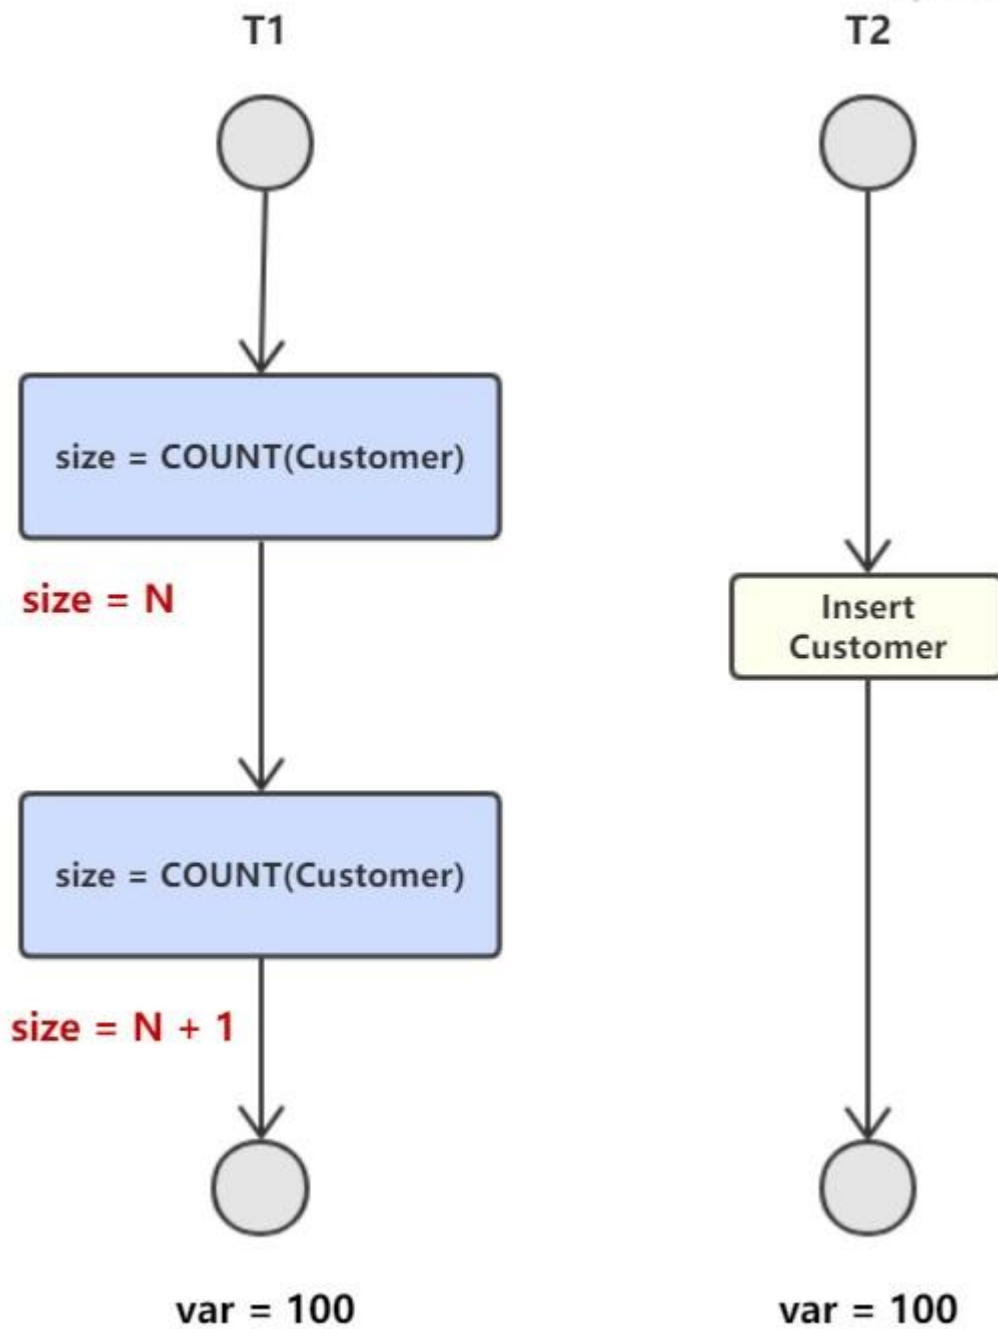 T1
T2
size = COUNT(Customer)
size = N
Insert
Customer
size = COUNT(Customer)
size = N + 1
var = 100
var = 100